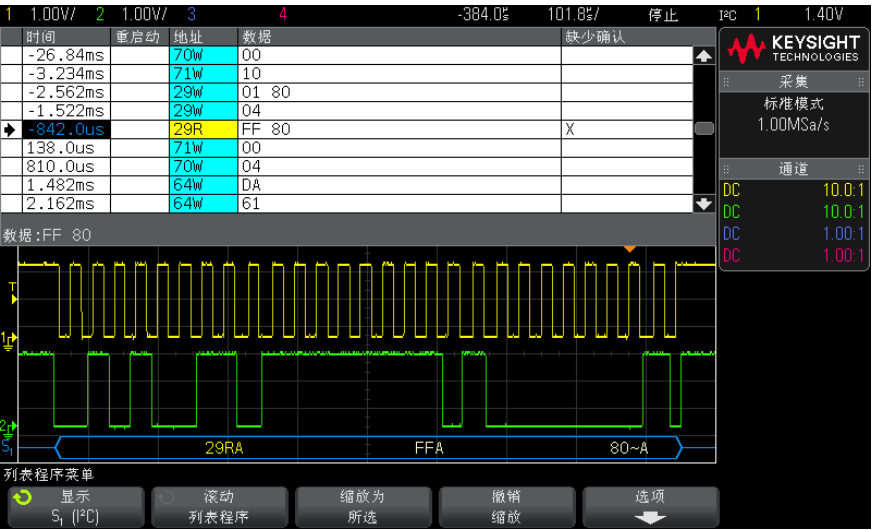 1 1.00V/ 2 1.00V/ 3 4 -384.0us 101.8us/ 停止 I²C 1 1.40V
时间 重启动 地址 数据 缺少确认
-26.84ms 70W 00
-3.234ms 71W 10
-2.562ms 29W 01 80
-1.522ms 29W 04
-842.0us 29R FF 80 X
138.0us 71W 00
810.0us 70W 04
1.482ms 64W DA
2.162ms 64W 61
数据:FF 80
KEYSIGHT
TECHNOLOGIES
采集
标准模式
1.00MSa/s
通道
DC 10.0:1
DC 10.0:1
DC 1.00:1
DC 1.00:1
T
1
2
S1 29RA FFA 80~A
列表程序菜单
显示 滚动 缩放为 撤销 选项
S1 (I²C) 列表程序 所选 缩放